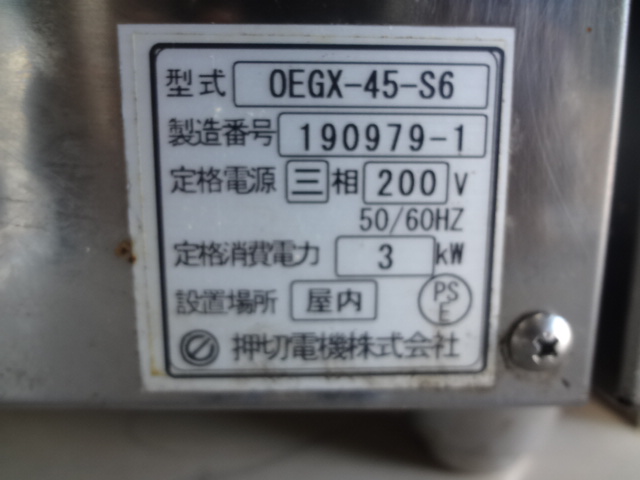 型式 OEGX-45-S6
製造番号 190979-1
定格電源 三相 200 V
50/60HZ
定格消費電力 3 kW
設置場所 屋内
PS
E
押切電機株式会社